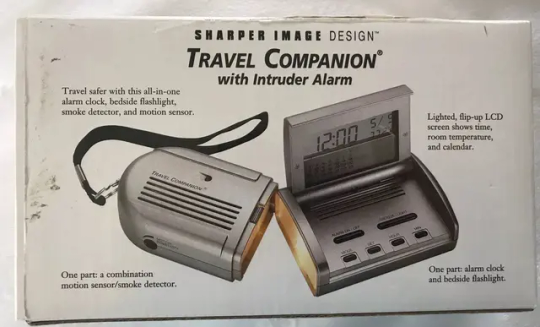 SHARPER IMAGE DESIGN™
TRAVEL COMPANION®
with Intruder Alarm
Travel safer with this all-in-one
alarm clock, bedside flashlight,
smoke detector, and motion sensor.
Lighted, flip-up LCD
screen shows time,
room temperature,
and calendar.
12:00
TRAVEL COMPANION™
One part: a combination
motion sensor/smoke detector.
One part: alarm clock
and bedside flashlight.